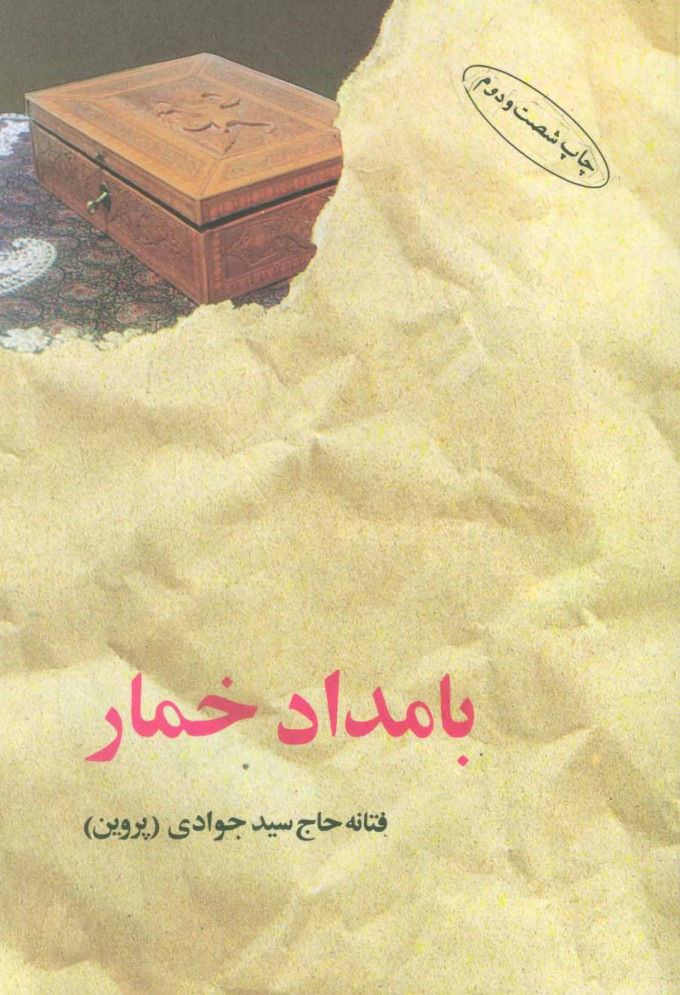 چاپ شصت و دوم
بامداد خمار
فتانه حاج سید جوادی (پروین)